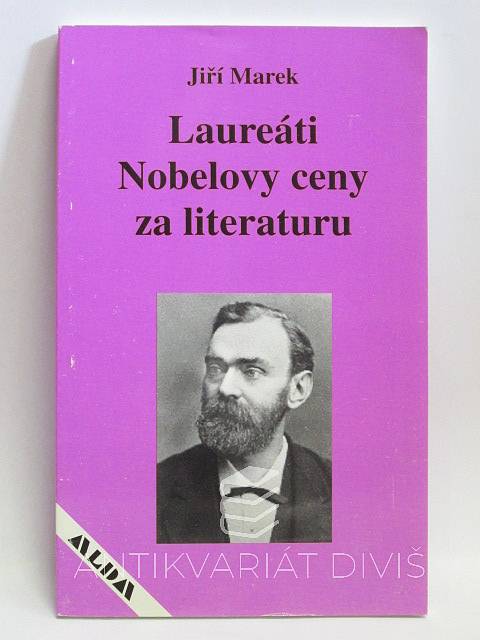 Jiří Marek
Laureáti
Nobelovy ceny
za literaturu
ALDA
ANTIKVARIÁT DIVIŠ